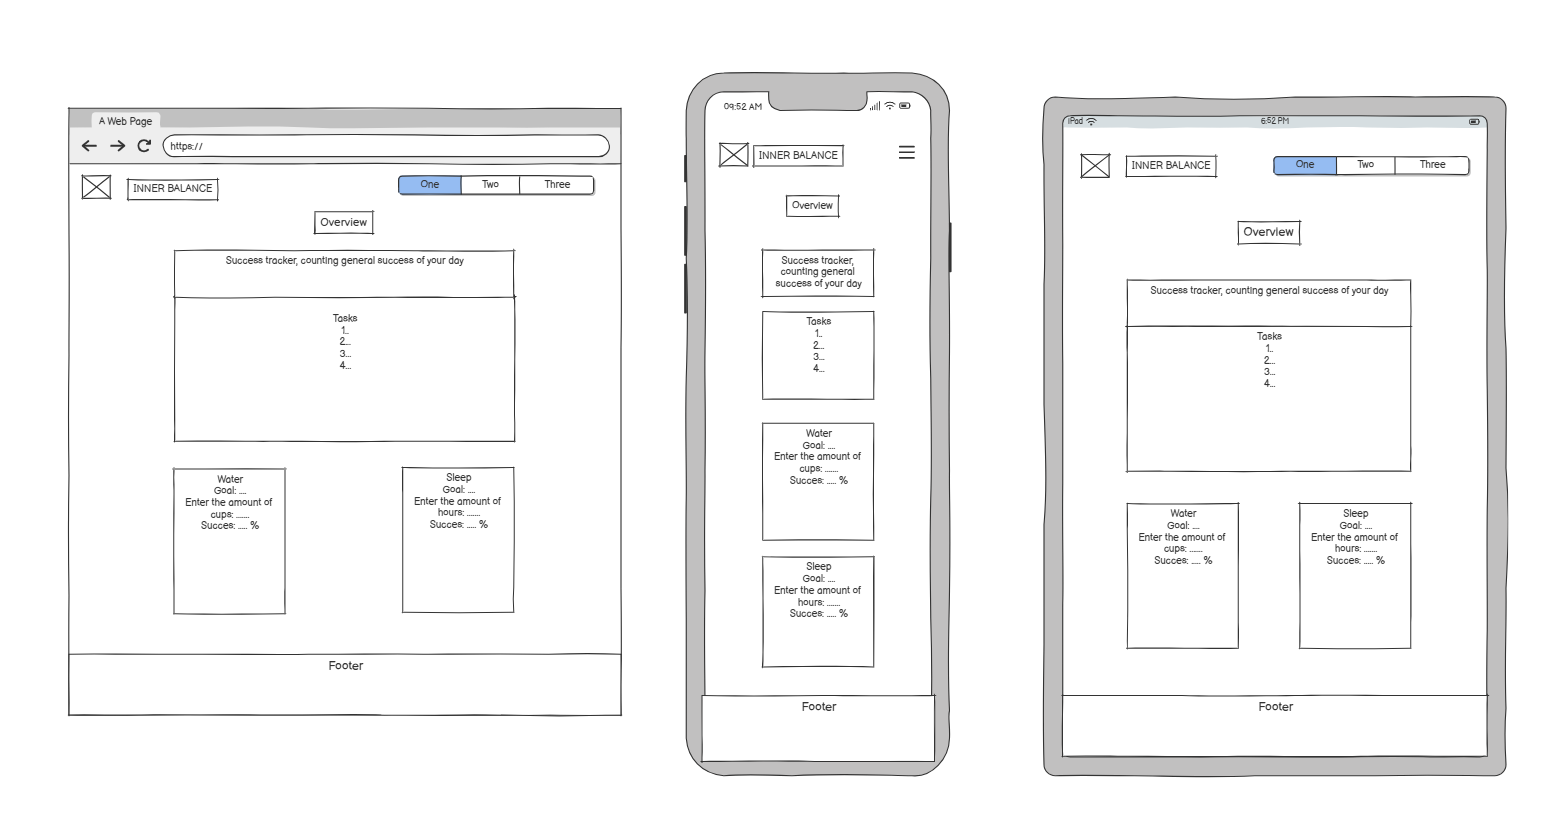 A Web Page
https://
INNER BALANCE
One Two Three
Overview
Success tracker, counting general success of your day
Tasks
1..
2...
3...
4...
Water
Goal: ....
Enter the amount of
cups: .......
Succes: ..... %
Sleep
Goal: ....
Enter the amount of
hours: .......
Succes: ..... %
Footer
09:52 AM
INNER BALANCE
Overview
Success tracker,
counting general
success of your day
Tasks
1..
2...
3...
4...
Water
Goal: ....
Enter the amount of
cups: .......
Succes: ..... %
Sleep
Goal: ....
Enter the amount of
hours: .......
Succes: ..... %
Footer
iPad 6:52 PM
INNER BALANCE
One Two Three
Overview
Success tracker, counting general success of your day
Tasks
1..
2...
3...
4...
Water
Goal: ....
Enter the amount of
cups: .......
Succes: ..... %
Sleep
Goal: ....
Enter the amount of
hours: .......
Succes: ..... %
Footer